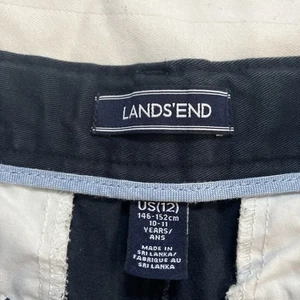 LANDS'END
US(12)
146-152cm
10-11
YEARS/
ANS
MADE IN
SRI LANKA/
FABRIQUE AU
SRI LANKA